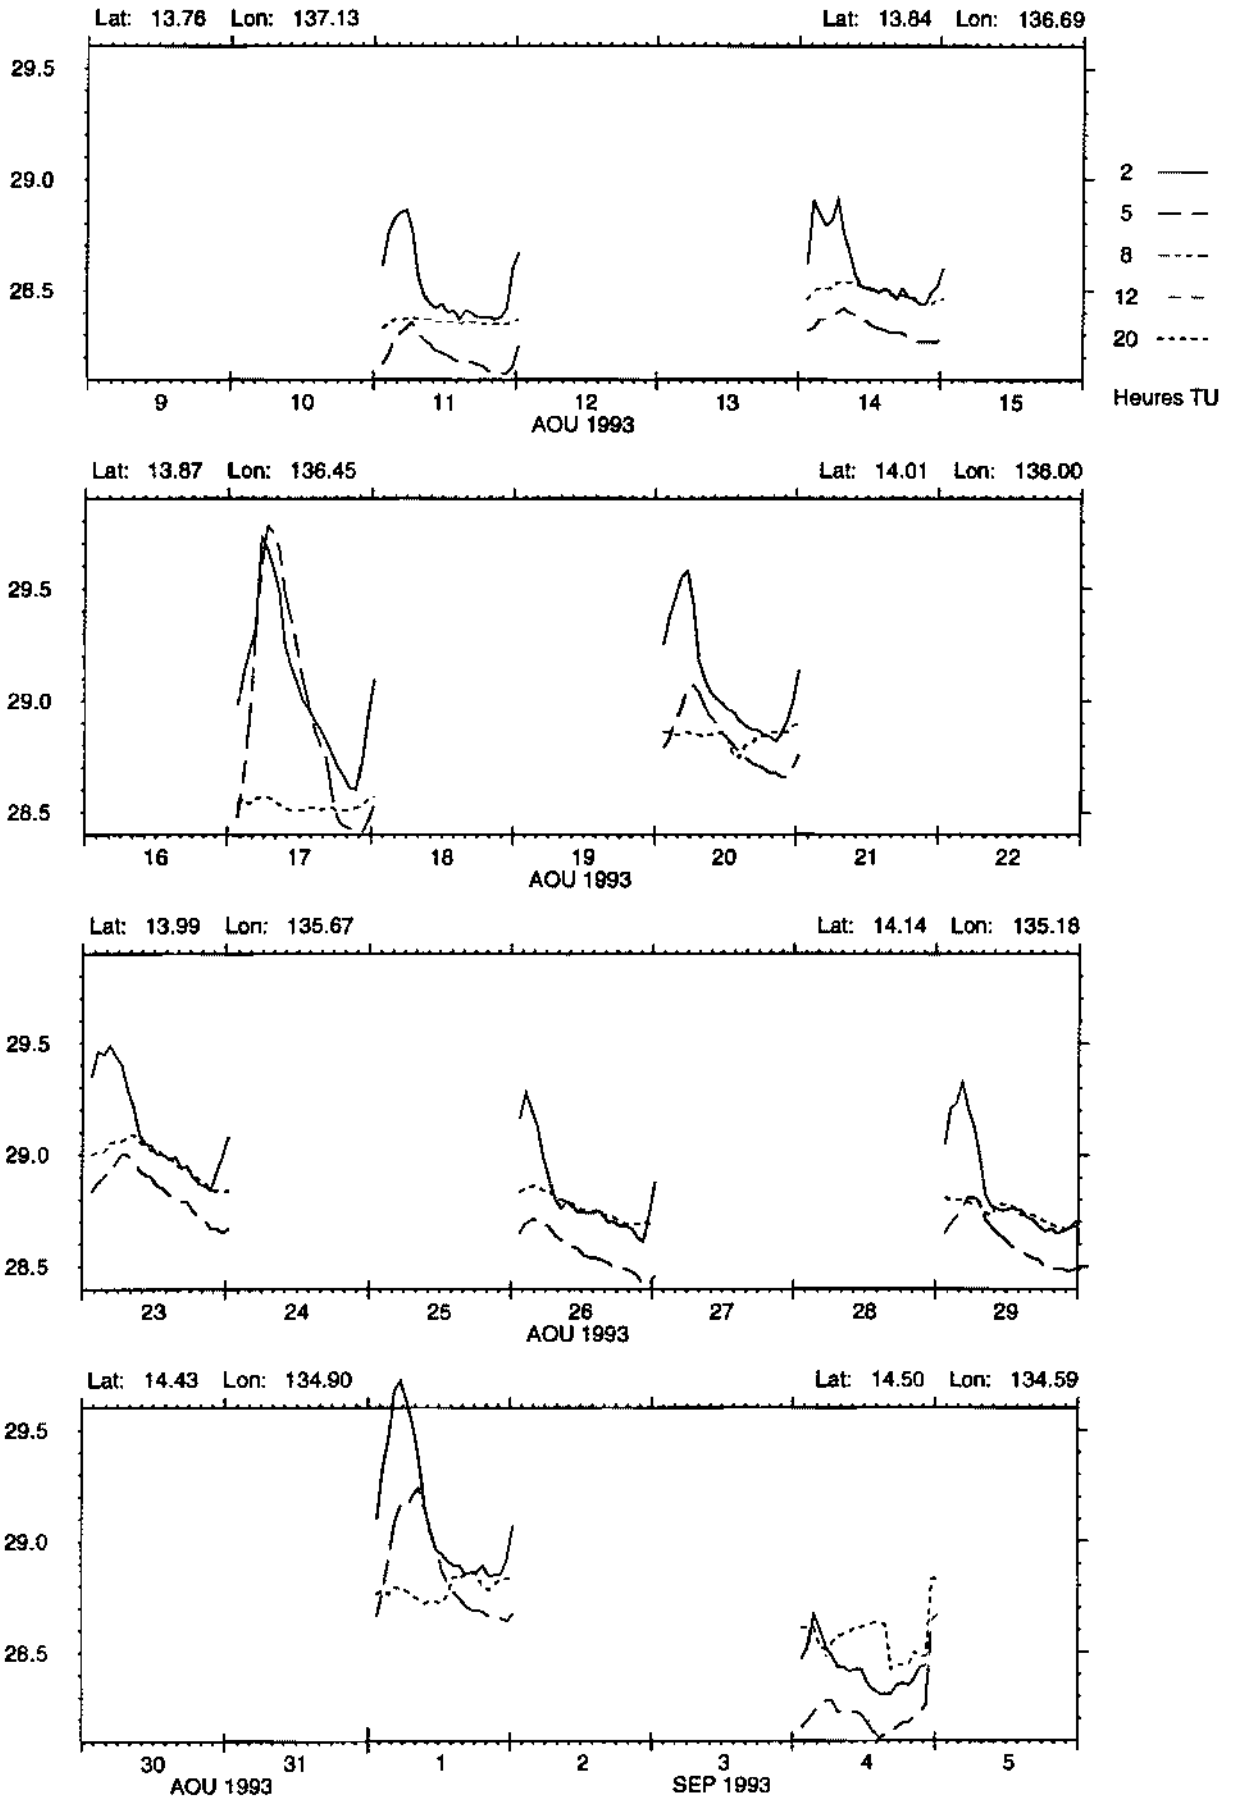 Lat: 13.76 Lon: 137.13 Lat: 13.84 Lon: 136.69
29.5
29.0
28.5
2
5
8
12
20
Heures TU
9 10 11 12 13 14 15
AOU 1993
Lat: 13.87 Lon: 136.45 Lat: 14.01 Lon: 136.00
29.5
29.0
28.5
16 17 18 19 20 21 22
AOU 1993
Lat: 13.99 Lon: 135.67 Lat: 14.14 Lon: 135.18
29.5
29.0
28.5
23 24 25 26 27 28 29
AOU 1993
Lat: 14.43 Lon: 134.90 Lat: 14.50 Lon: 134.59
29.5
29.0
28.5
30 31 1 2 3 4 5
AOU 1993 SEP 1993